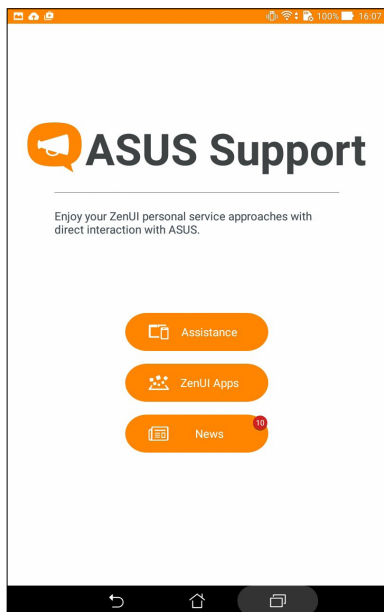 100% 16:07
ASUS Support
Enjoy your ZenUI personal service approaches with
direct interaction with ASUS.
Assistance
ZenUI Apps
10
News